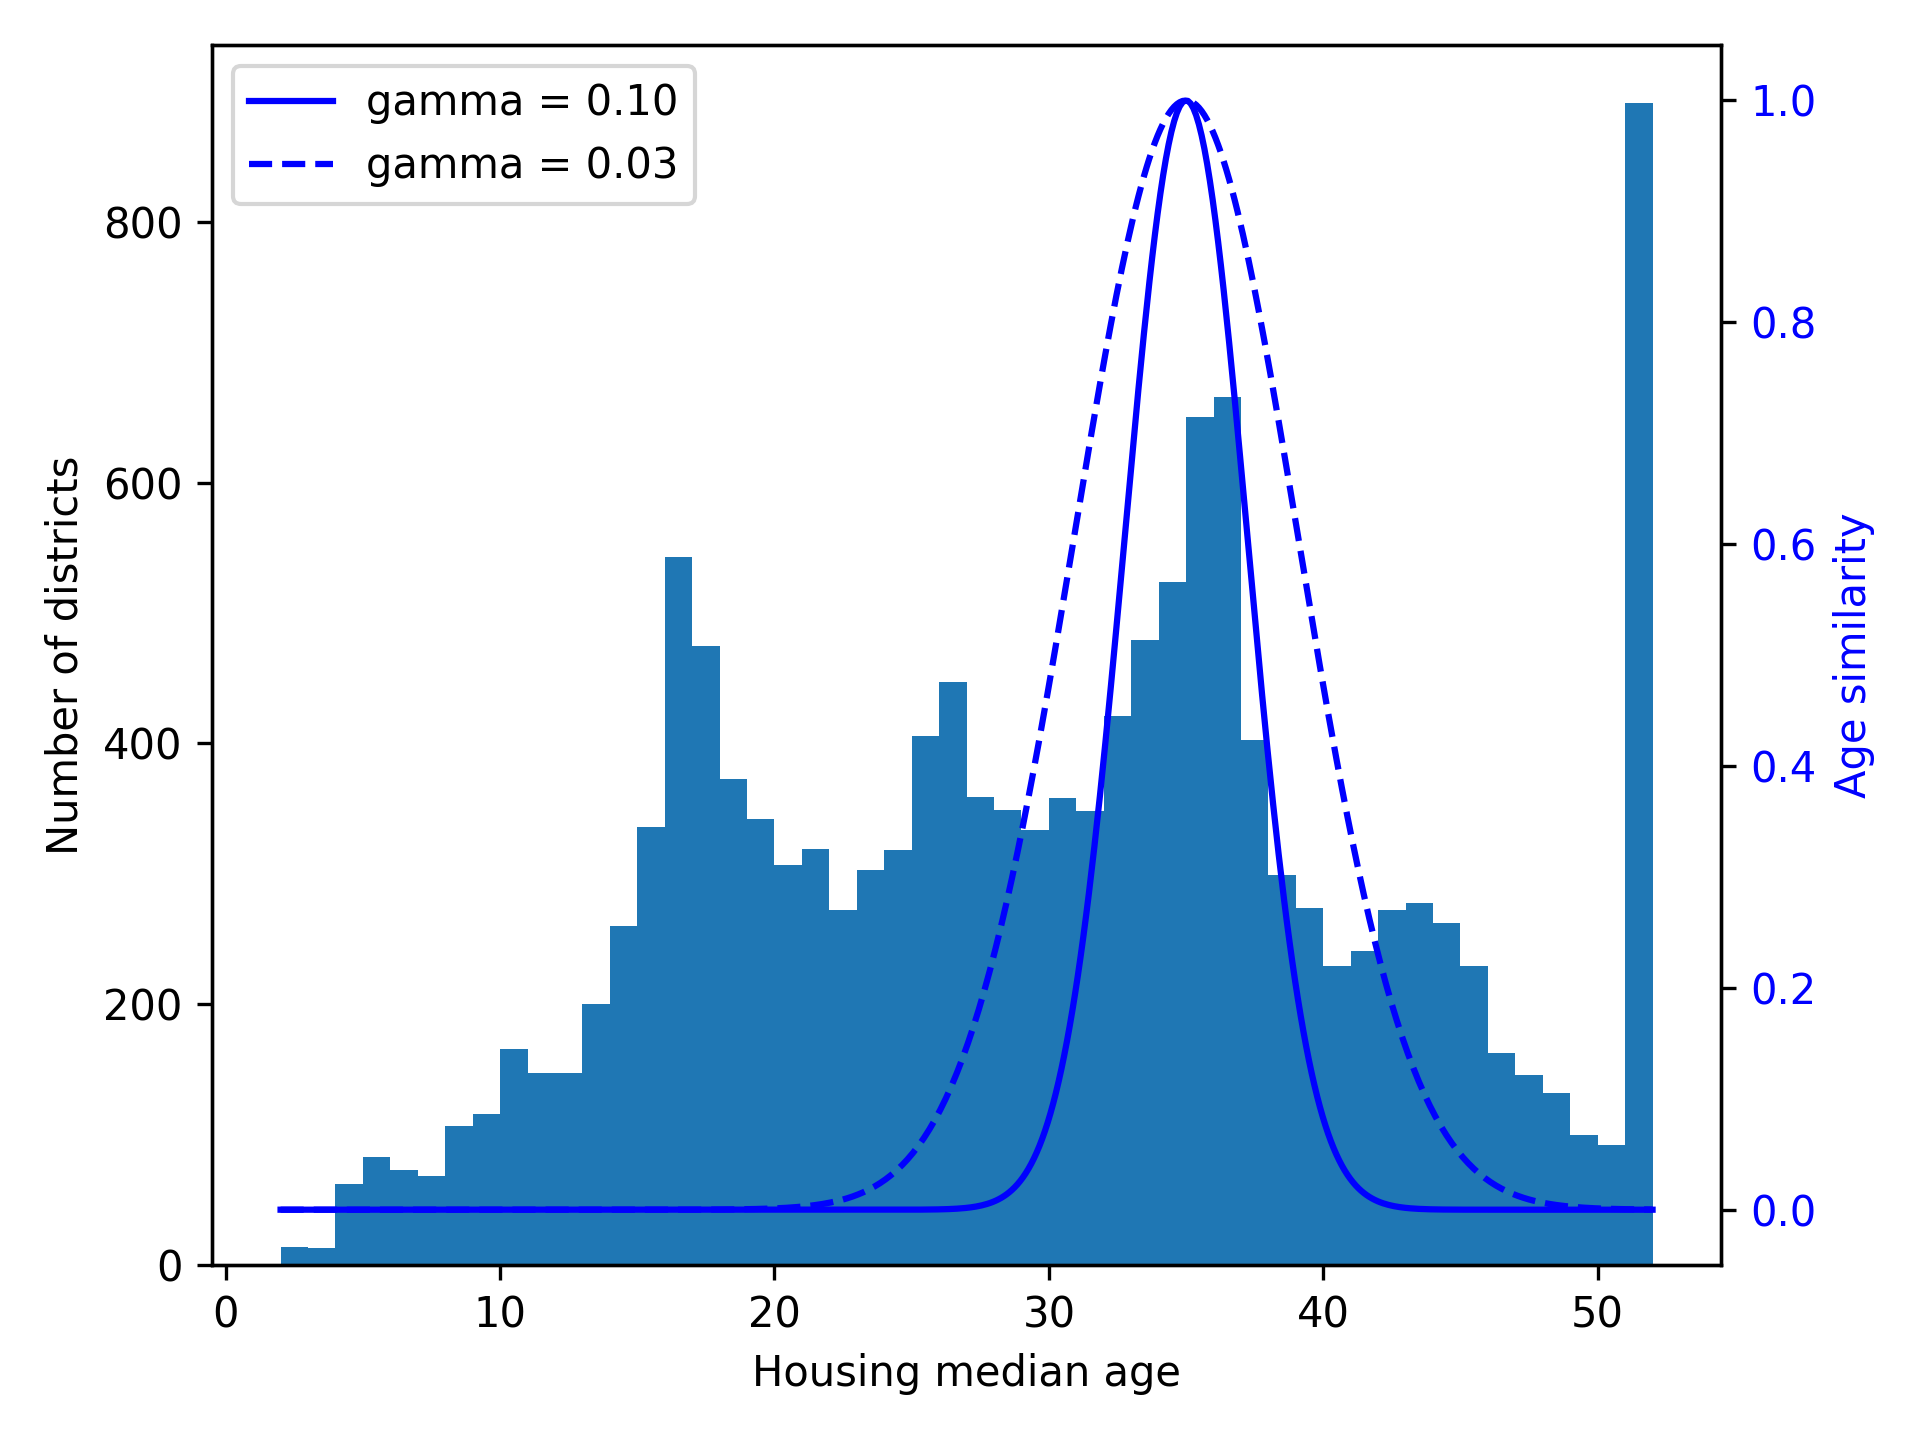 gamma = 0.10
gamma = 0.03
Number of districts
800
600
400
200
0
1.0
0.8
0.6
0.4
0.2
0.0
Age similarity
0 10 20 30 40 50
Housing median age